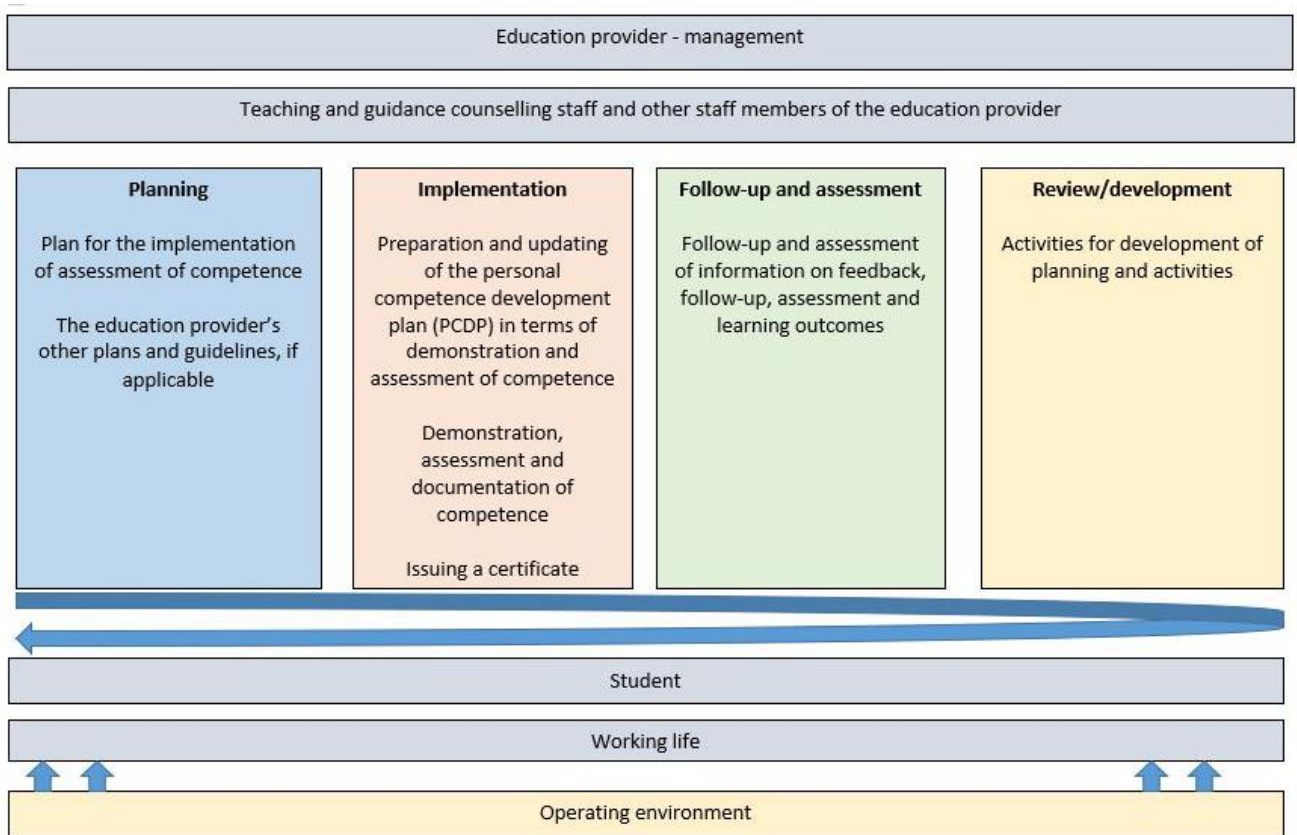 Education provider - management
Teaching and guidance counselling staff and other staff members of the education provider
Planning
Plan for the implementation
of assessment of competence
The education provider’s
other plans and guidelines, if
applicable
Implementation
Preparation and updating
of the personal
competence development
plan (PCDP) in terms of
demonstration and
assessment of competence
Demonstration,
assessment and
documentation of
competence
Issuing a certificate
Follow-up and assessment
Follow-up and assessment
of information on feedback,
follow-up, assessment and
learning outcomes
Review/development
Activities for development of
planning and activities
Student
Working life
Operating environment